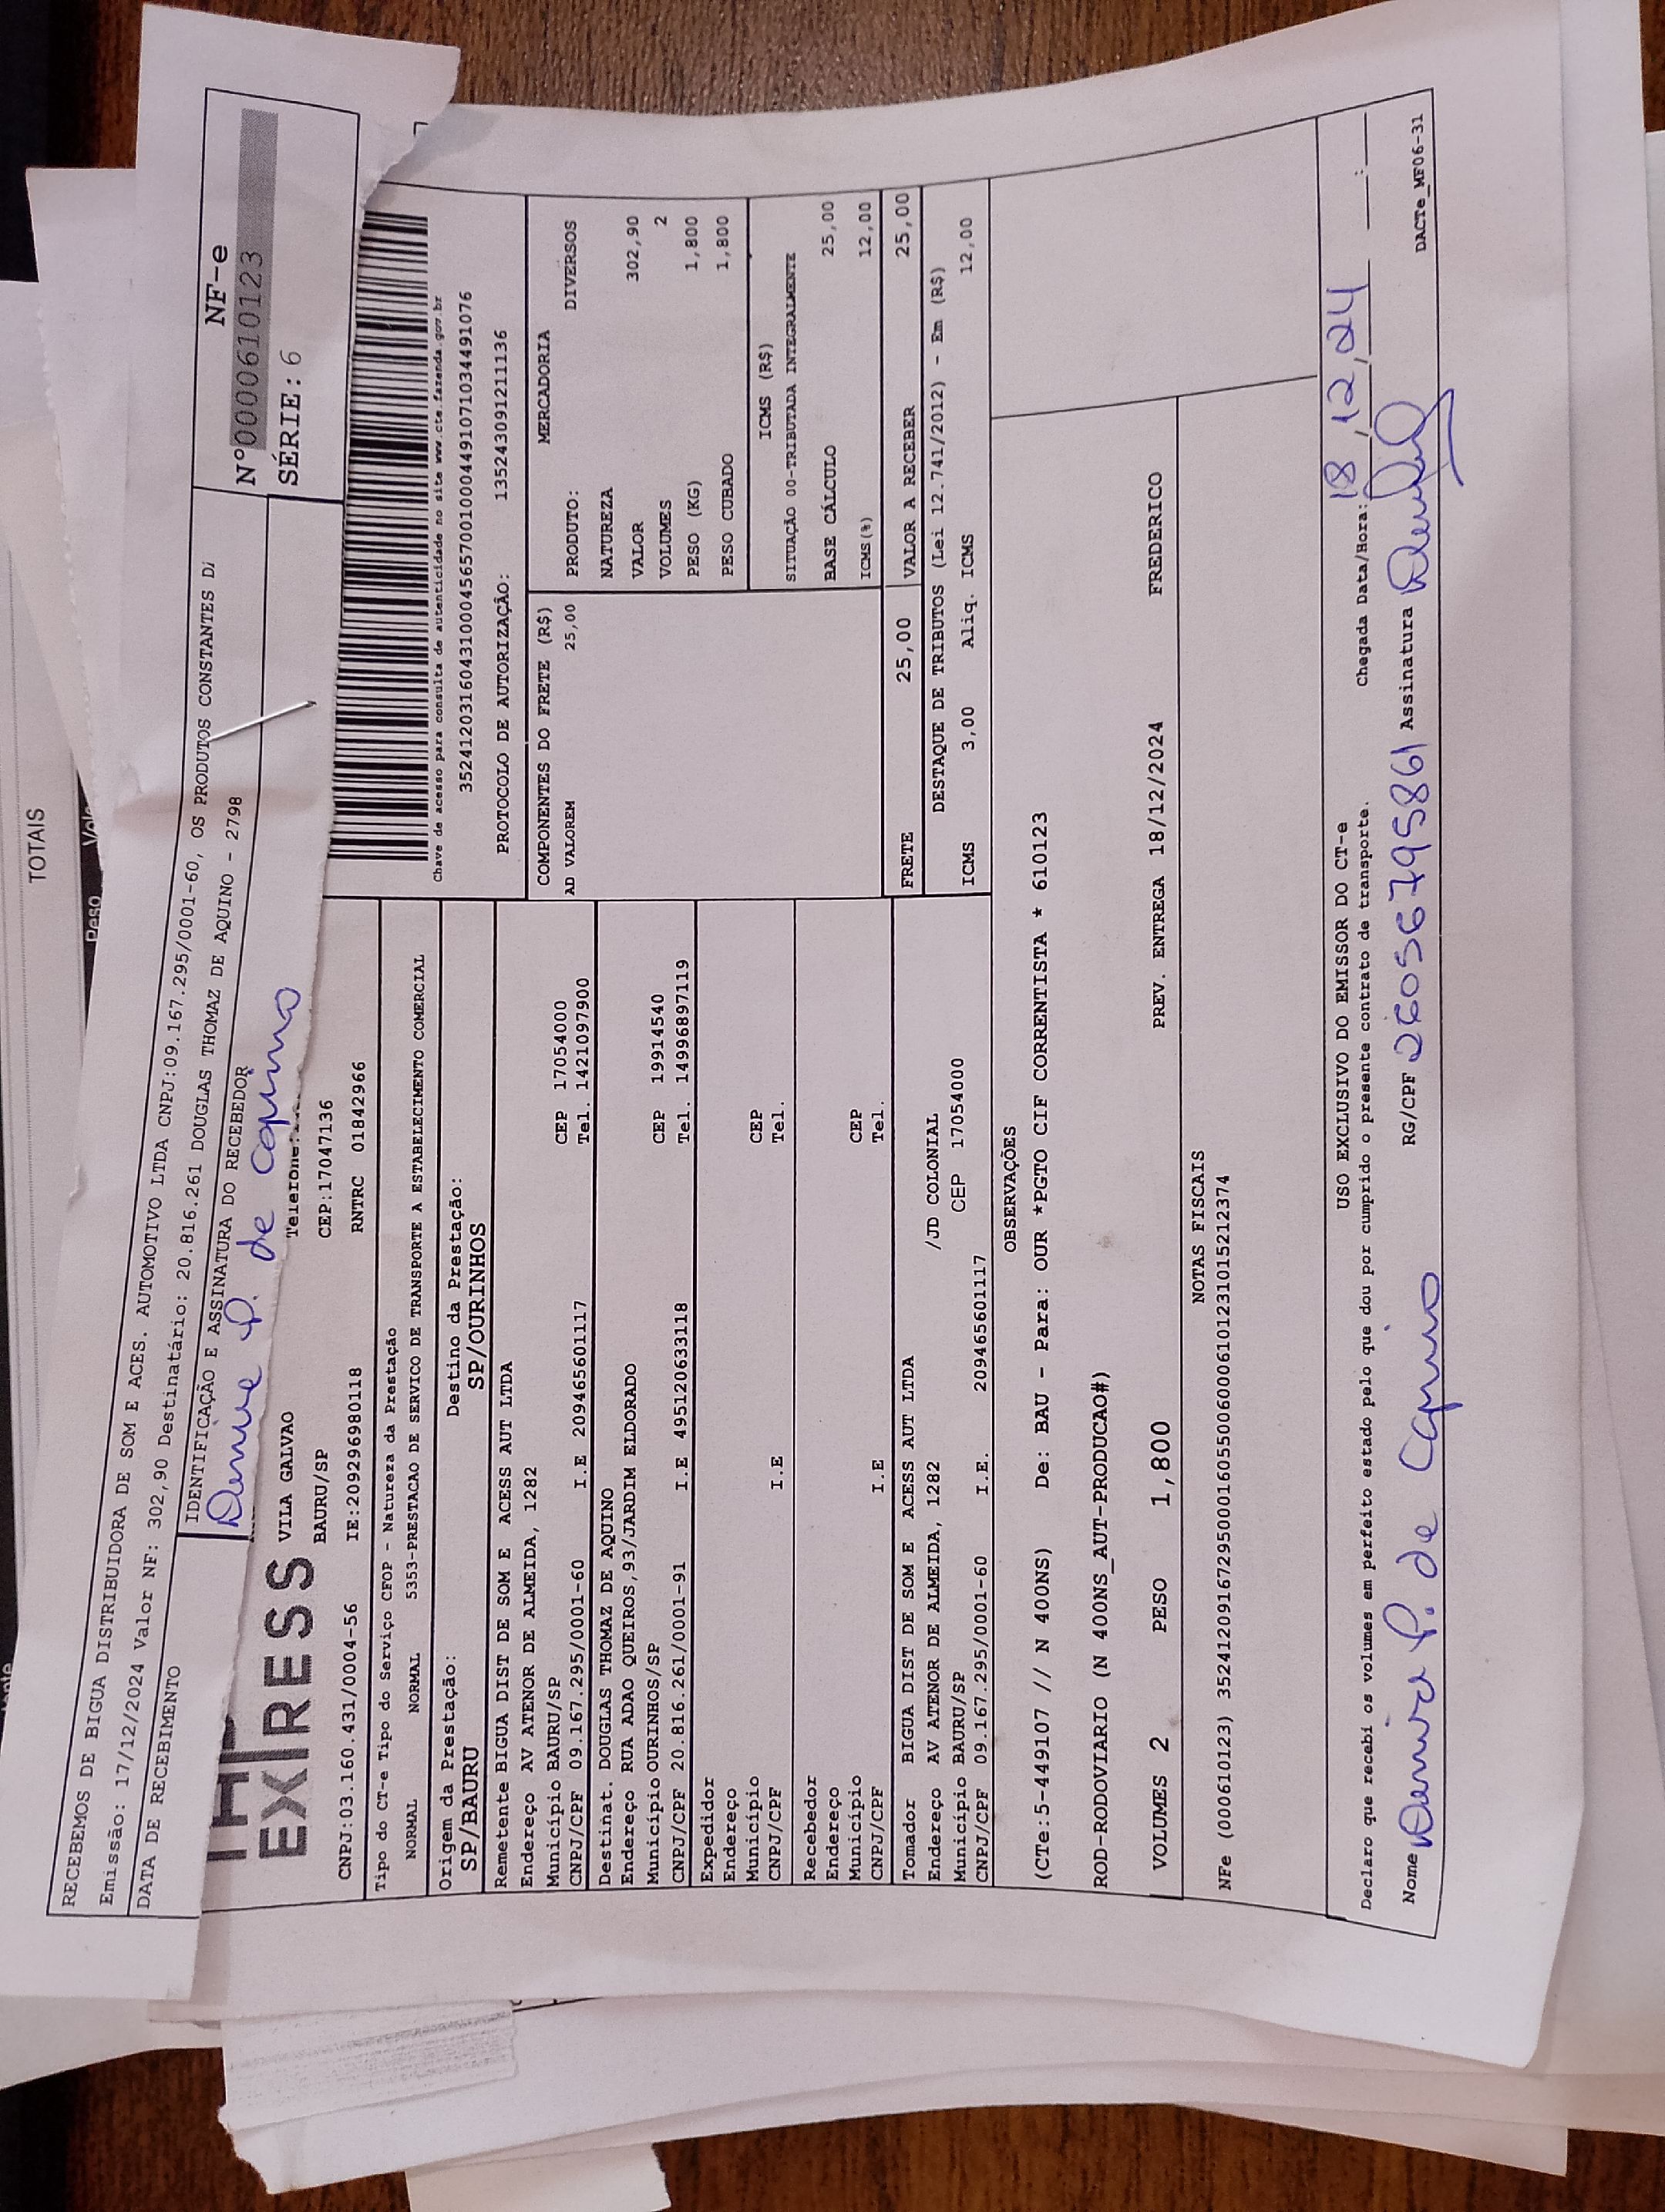 TOTAIS
Peso
RECEBEMOS DE BIGUA DISTRIBUIDORA DE SOM E ACES. AUTOMOTIVO LTDA CNPJ:09.167.295/0001-60, OS PRODUTOS CONSTANTES
Emissão: 17/12/2024 Valor NF: 302,90 Destinatário: 20.816.261 DOUGLAS THOMAZ DE AQUINO - 2798
DATA DE RECEBIMENTO
IDENTIFICAÇÃO E ASSINATURA DO RECEBEDOR
P. de Aquino
NF-e
N°0000610123
SÉRIE:6
EXPRESS
VILA GALVAO
Telefone:
BAURU/SP
CEP:17047136
CNPJ:03.160.431/0004-56 IE:209296980118 RNTRC 01842966
Chave de acesso para consulta de autenticidade no site www.cte.fazenda.gov.br
35241203160431000456570010004491071034491076
PROTOCOLO DE AUTORIZAÇÃO: 135243091211136
Tipo do CT-e Tipo do Serviço CFOP - Natureza da Prestação
NORMAL NORMAL 5353-PRESTACAO DE SERVICO DE TRANSPORTE A ESTABELECIMENTO COMERCIAL
Origem da Prestação: Destino da Prestação:
SP/BAURU SP/OURINHOS
Remetente BIGUA DIST DE SOM E ACESS AUT LTDA
Endereço AV ATENOR DE ALMEIDA, 1282
Município BAURU/SP CEP 17054000
CNPJ/CPF 09.167.295/0001-60 I.E 209465601117 Tel. 1421097900
Destinat. DOUGLAS THOMAZ DE AQUINO
Endereço RUA ADAO QUEIROS,93/JARDIM ELDORADO
Município OURINHOS/SP CEP 19914540
CNPJ/CPF 20.816.261/0001-91 I.E 495120633118 Tel. 14996897119
Expedidor
Endereço
Município CEP
CNPJ/CPF I.E Tel.
Recebedor
Endereço
Município CEP
CNPJ/CPF I.E Tel.
Tomador BIGUA DIST DE SOM E ACESS AUT LTDA
Endereço AV ATENOR DE ALMEIDA, 1282 /JD COLONIAL
Município BAURU/SP CEP 17054000
CNPJ/CPF 09.167.295/0001-60 I.E. 209465601117
COMPONENTES DO FRETE (R$)
AD VALOREM 25,00
MERCADORIA
PRODUTO: DIVERSOS
NATUREZA
VALOR 302,90
VOLUMES 2
PESO (KG) 1,800
PESO CUBADO 1,800
ICMS (R$)
SITUAÇÃO 00-TRIBUTADA INTEGRALMENTE
BASE CÁLCULO 25,00
ICMS(%) 12,00
FRETE 25,00 VALOR A RECEBER 25,00
DESTAQUE DE TRIBUTOS (Lei 12.741/2012) - Em (R$)
ICMS 3,00 Aliq. ICMS 12,00
OBSERVAÇÕES
(CTe:5-449107 // N 400NS) De: BAU - Para: OUR *PGTO CIF CORRENTISTA * 610123
ROD-RODOVIARIO (N 400NS_AUT-PRODUCAO#)
VOLUMES 2 PESO 1,800 PREV. ENTREGA 18/12/2024 FREDERICO
NOTAS FISCAIS
NFe (000610123) 35241209167295000160550060006101231015212374
USO EXCLUSIVO DO EMISSOR DO CT-e
Declaro que recebi os volumes em perfeito estado pelo que dou por cumprido o presente contrato de transporte. Chegada Data/Hora: 18/12/24 __:__
Nome P. de Aquino RG/CPF 26056795861 Assinatura
DACTe_MF06-31